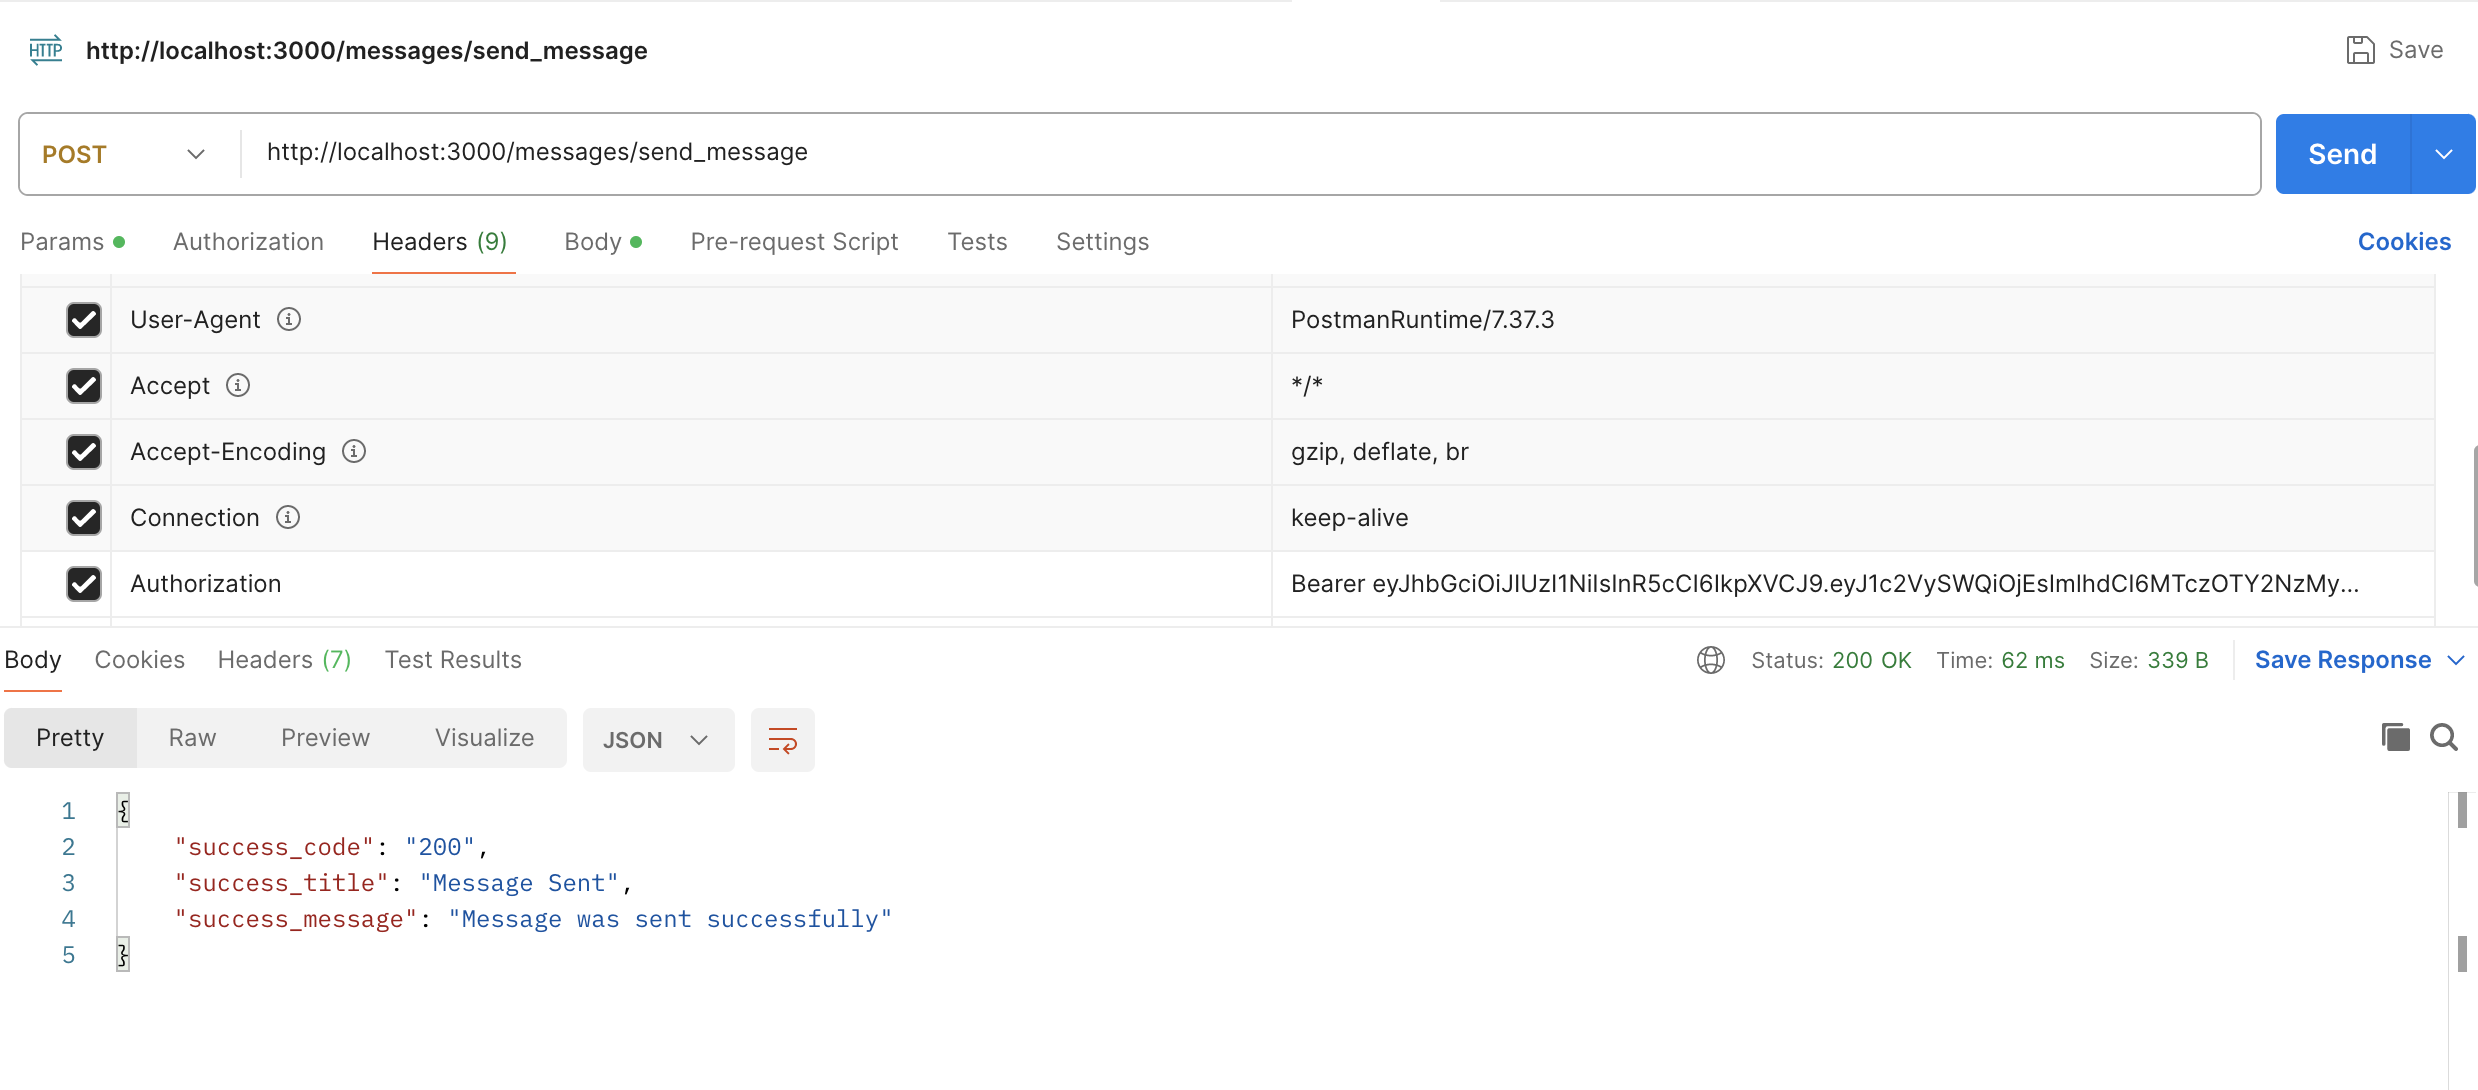 HTTP http://localhost:3000/messages/send_message Save
POST http://localhost:3000/messages/send_message Send
Params Authorization Headers (9) Body Pre-request Script Tests Settings Cookies
User-Agent PostmanRuntime/7.37.3
Accept */*
Accept-Encoding gzip, deflate, br
Connection keep-alive
Authorization Bearer eyJhbGciOiJIUzI1NiIsInR5cCI6IkpXVCJ9.eyJ1c2VySWQiOjEsImlhdCI6MTczOTY2NzMy...
Body Cookies Headers (7) Test Results Status: 200 OK Time: 62 ms Size: 339 B Save Response
Pretty Raw Preview Visualize JSON
1 {
2 "success_code": "200",
3 "success_title": "Message Sent",
4 "success_message": "Message was sent successfully"
5 }